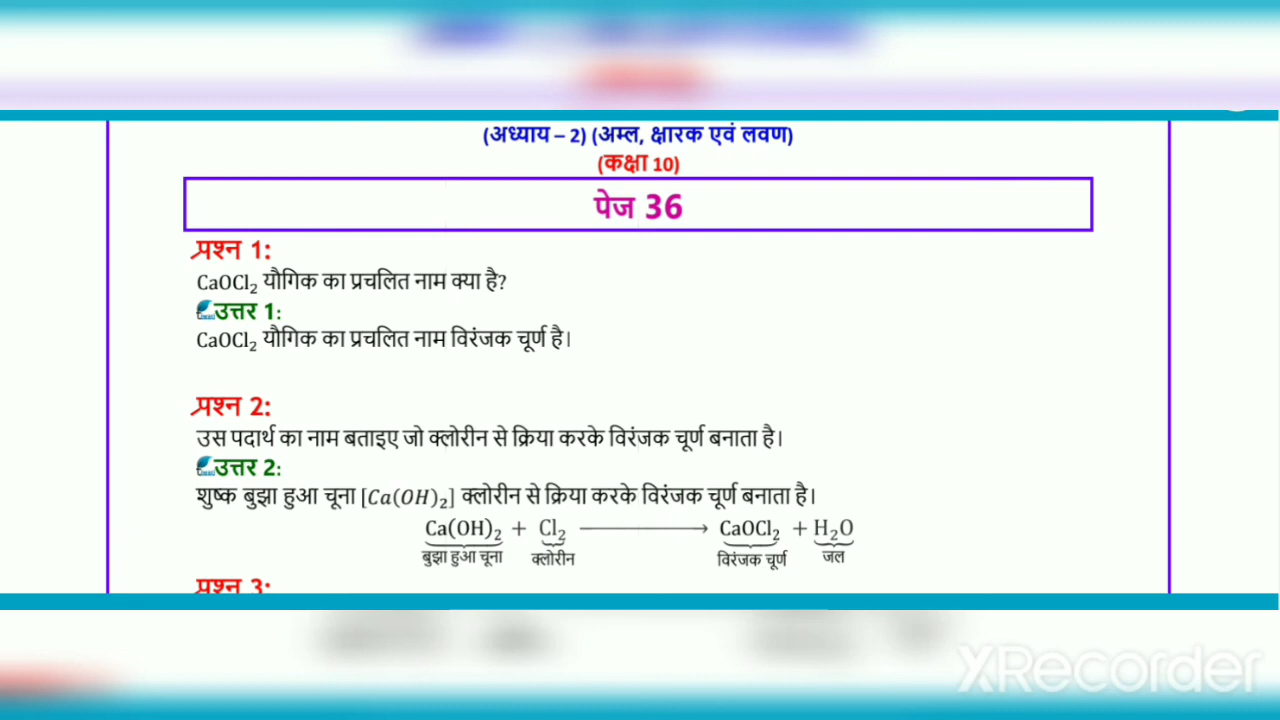 (अध्याय – 2) (अम्ल, क्षारक एवं लवण)
(कक्षा 10)
पेज 36
प्रश्न 1:
CaOCl₂ यौगिक का प्रचलित नाम क्या है?
उत्तर 1:
CaOCl₂ यौगिक का प्रचलित नाम विरंजक चूर्ण है।
प्रश्न 2:
उस पदार्थ का नाम बताइए जो क्लोरीन से क्रिया करके विरंजक चूर्ण बनाता है।
उत्तर 2:
शुष्क बुझा हुआ चूना [Ca(OH)₂] क्लोरीन से क्रिया करके विरंजक चूर्ण बनाता है।
Ca(OH)₂ + Cl₂ ⟶ CaOCl₂ + H₂O
बुझा हुआ चूना क्लोरीन विरंजक चूर्ण जल
प्रश्न 3:
XRecorder